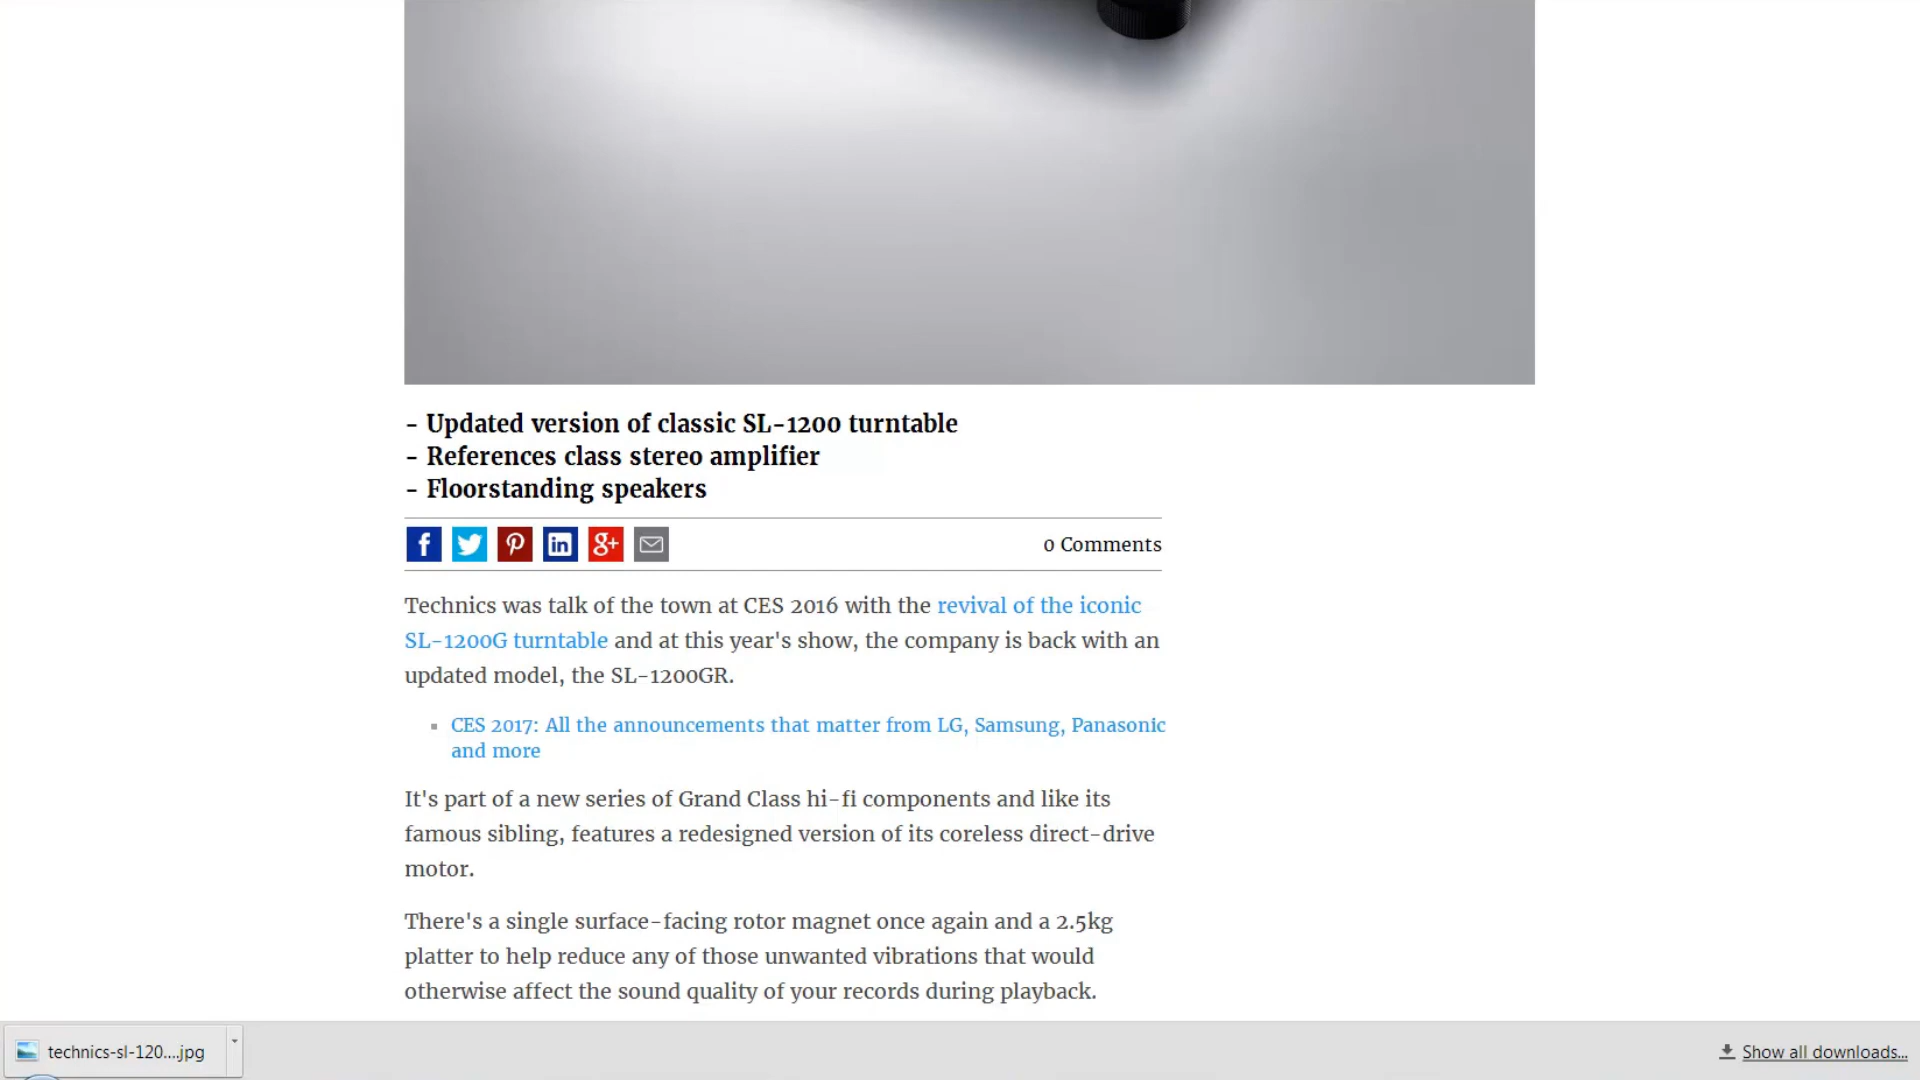 - Updated version of classic SL-1200 turntable
- References class stereo amplifier
- Floorstanding speakers
0 Comments
Technics was talk of the town at CES 2016 with the revival of the iconic
SL-1200G turntable and at this year's show, the company is back with an
updated model, the SL-1200GR.
CES 2017: All the announcements that matter from LG, Samsung, Panasonic
and more
It's part of a new series of Grand Class hi-fi components and like its
famous sibling, features a redesigned version of its coreless direct-drive
motor.
There's a single surface-facing rotor magnet once again and a 2.5kg
platter to help reduce any of those unwanted vibrations that would
otherwise affect the sound quality of your records during playback.
technics-sl-120....jpg
Show all downloads...